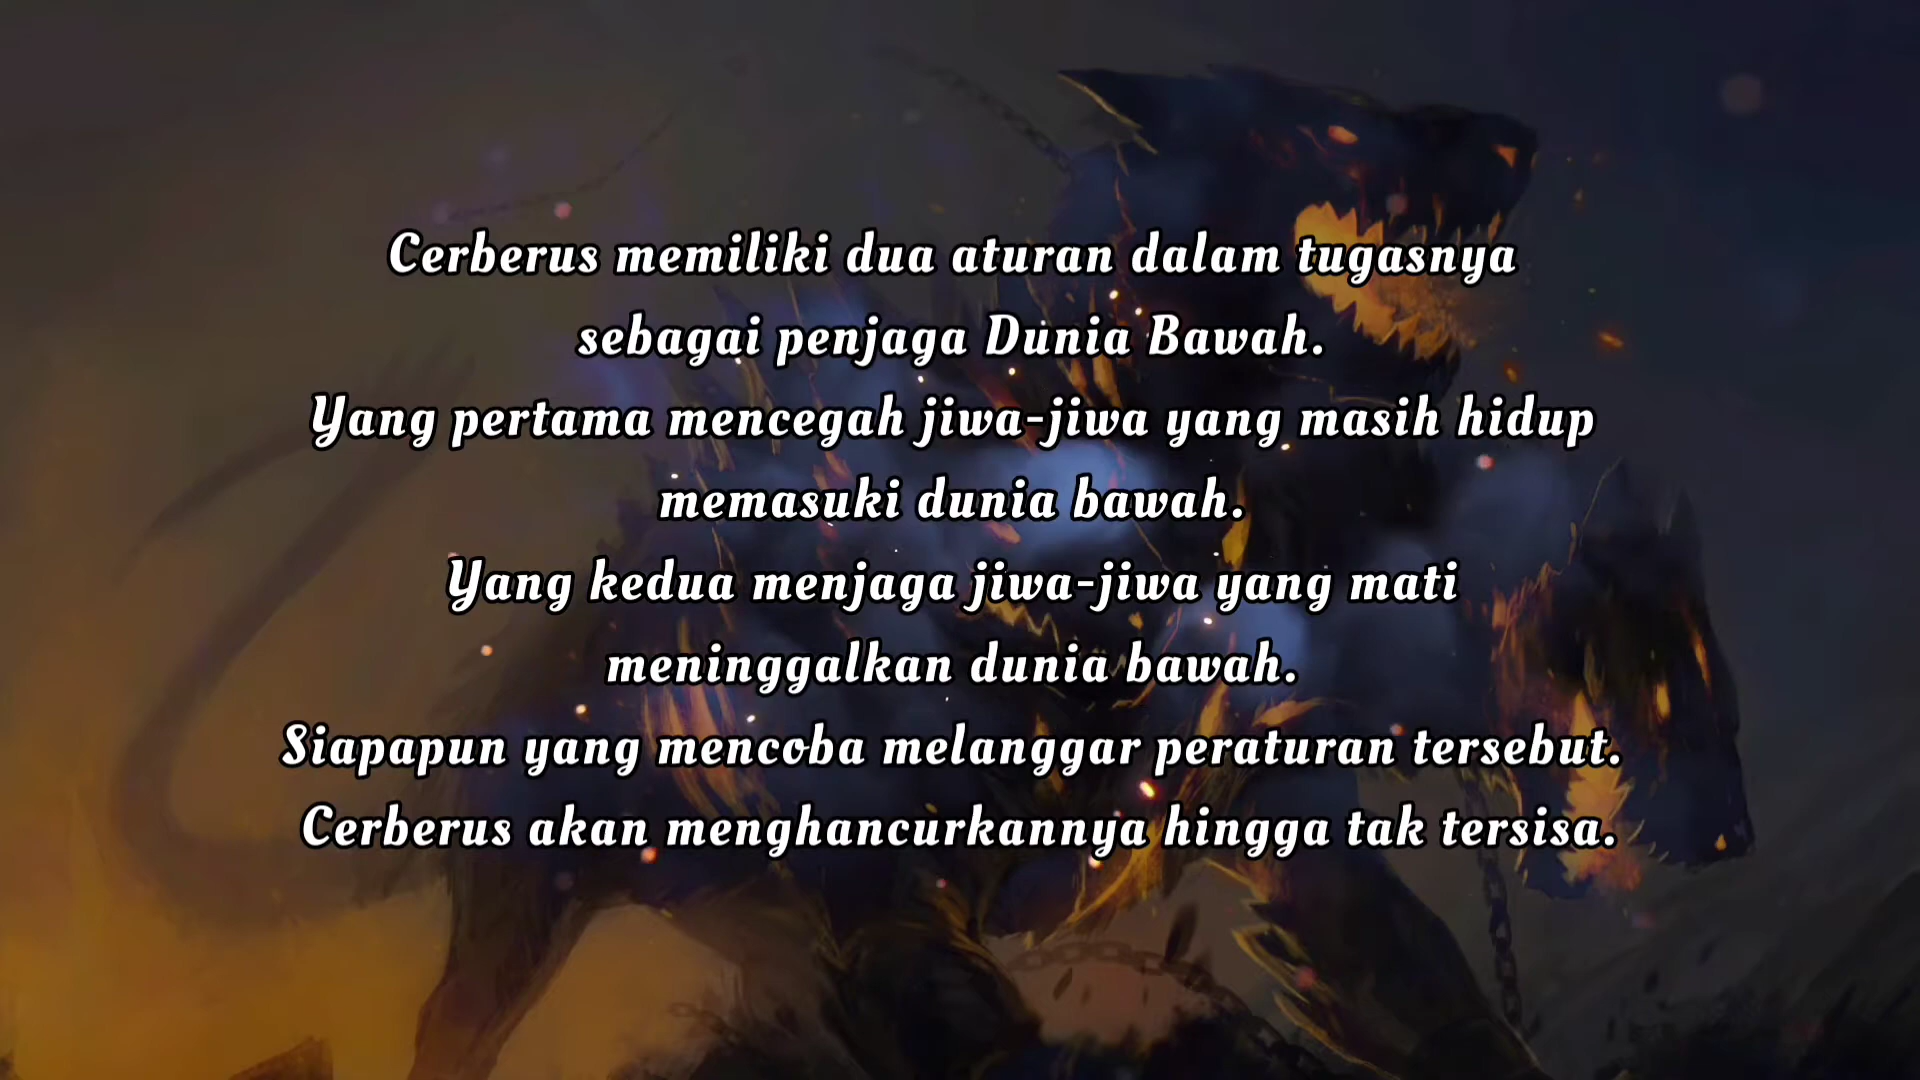 Cerberus memiliki dua aturan dalam tugasnya
sebagai penjaga Dunia Bawah.
Yang pertama mencegah jiwa-jiwa yang masih hidup
memasuki dunia bawah.
Yang kedua menjaga jiwa-jiwa yang mati
meninggalkan dunia bawah.
Siapapun yang mencoba melanggar peraturan tersebut.
Cerberus akan menghancurkannya hingga tak tersisa.